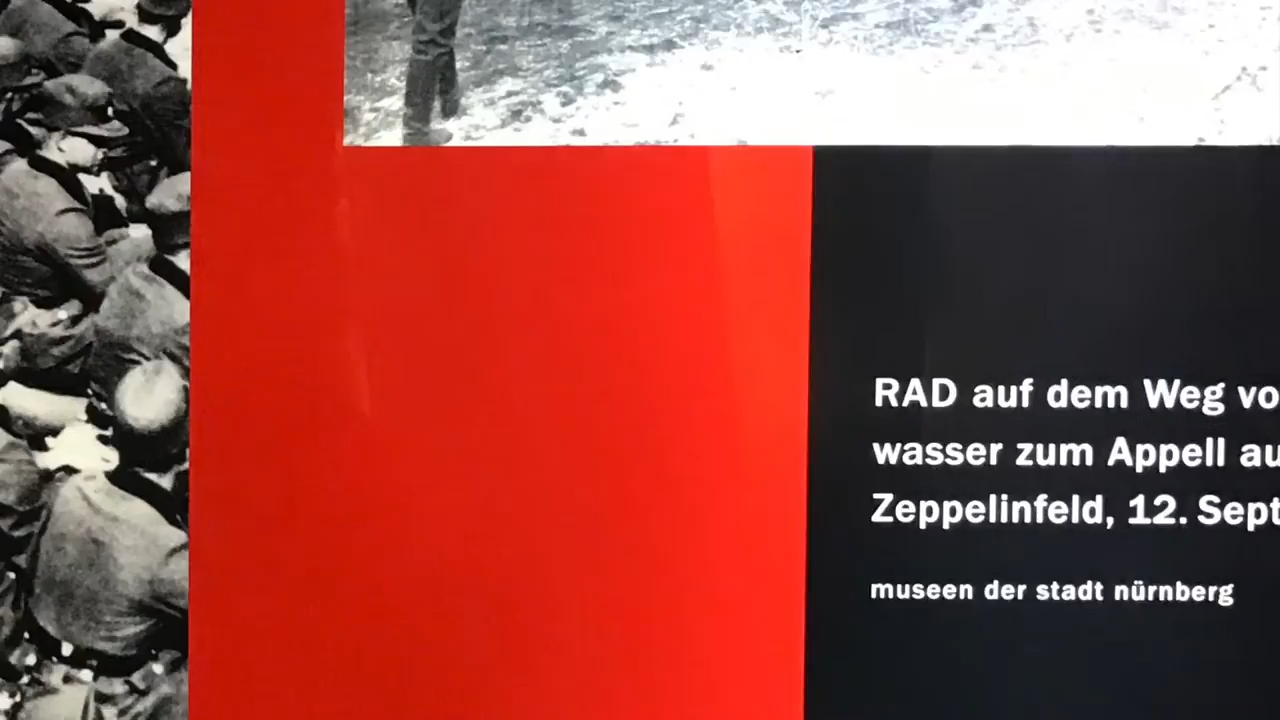 RAD auf dem Weg vo
wasser zum Appell au
Zeppelinfeld, 12. Sept
museen der stadt nürnberg